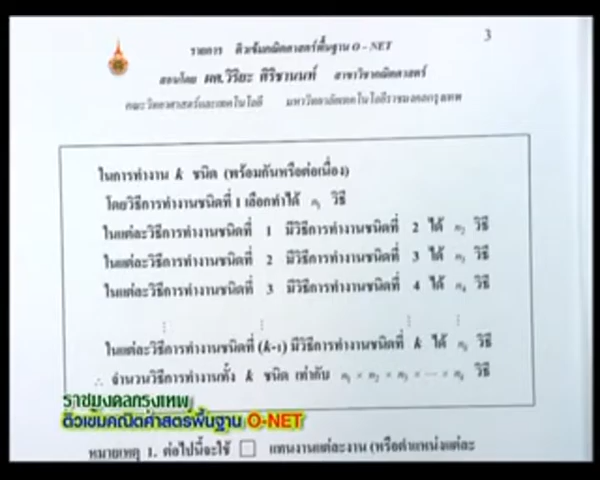 3
รายการ ติวเข้มคณิตศาสตร์พื้นฐาน O - NET
สอนโดย ผศ.วิริยะ ศิริชานนท์ สาขาวิชาคณิตศาสตร์
คณะวิทยาศาสตร์และเทคโนโลยี มหาวิทยาลัยเทคโนโลยีราชมงคลกรุงเทพ
ในการทำงาน k ชนิด (พร้อมกันหรือต่อเนื่อง)
โดยวิธีการทำงานชนิดที่ 1 เลือกทำได้ n₁ วิธี
ในแต่ละวิธีการทำงานชนิดที่ 1 มีวิธีการทำงานชนิดที่ 2 ได้ n₂ วิธี
ในแต่ละวิธีการทำงานชนิดที่ 2 มีวิธีการทำงานชนิดที่ 3 ได้ n₃ วิธี
ในแต่ละวิธีการทำงานชนิดที่ 3 มีวิธีการทำงานชนิดที่ 4 ได้ n₄ วิธี
⋮ ⋮ ⋮ ⋮
ในแต่ละวิธีการทำงานชนิดที่ (k-1) มีวิธีการทำงานชนิดที่ k ได้ nₖ วิธี
∴ จำนวนวิธีการทำงานทั้ง k ชนิด เท่ากับ n₁ × n₂ × n₃ × ⋯ × nₖ วิธี
ราชมงคลกรุงเทพ
ติวเข้มคณิตศาสตร์พื้นฐาน O-NET
หมายเหตุ 1. ต่อไปนี้จะใช้ □ แทนงานแต่ละงาน (หรือตำแหน่งแต่ละ